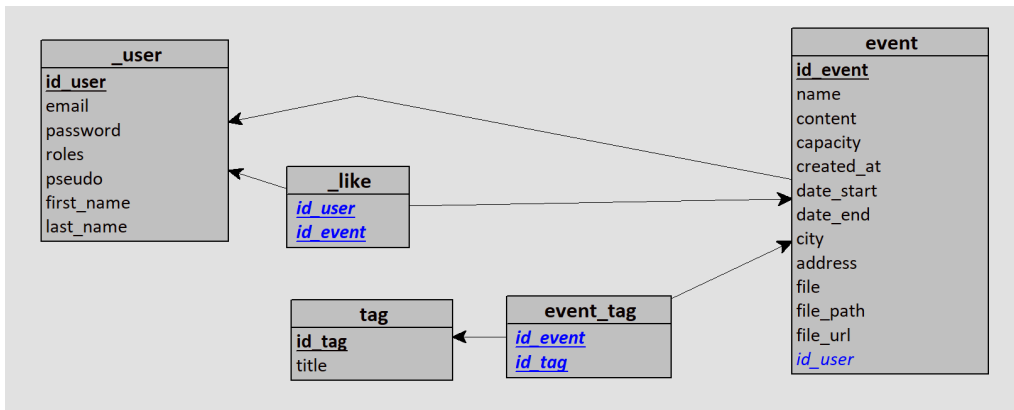 _user
id_user
email
password
roles
pseudo
first_name
last_name
_like
id_user
id_event
tag
id_tag
title
event_tag
id_event
id_tag
event
id_event
name
content
capacity
created_at
date_start
date_end
city
address
file
file_path
file_url
id_user